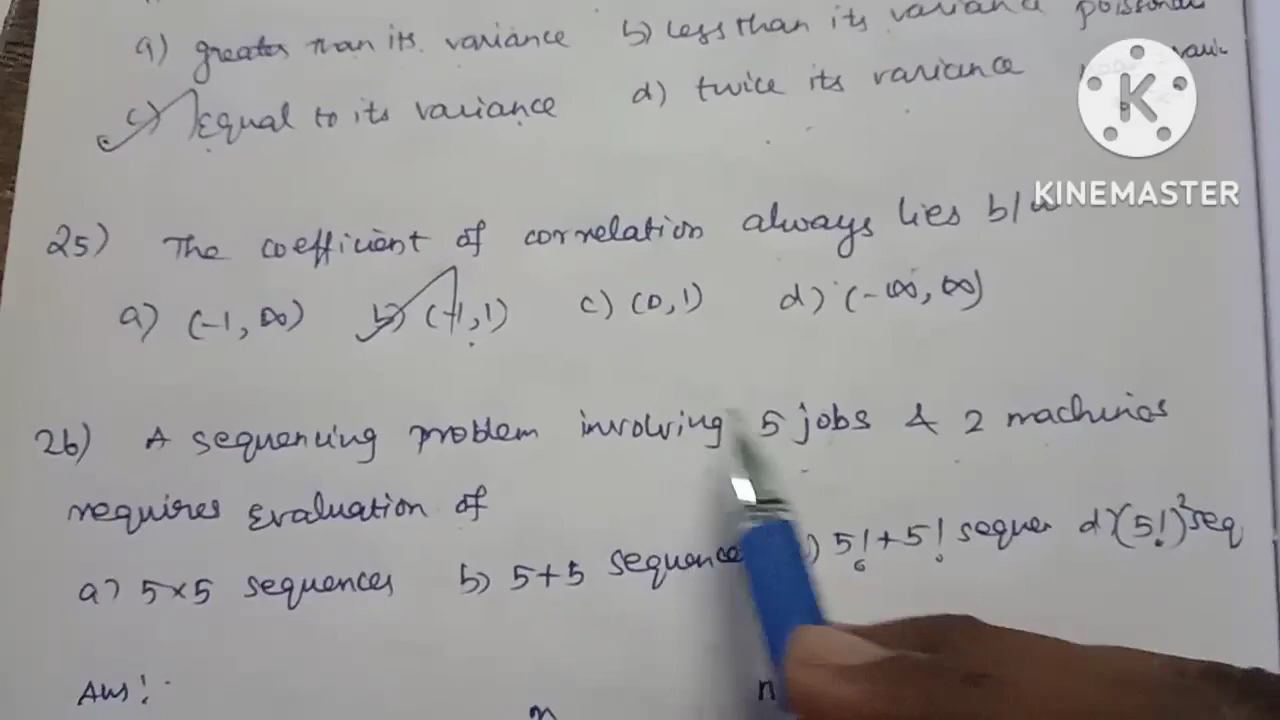 a) greater than its variance b) Less than its variance
c) Equal to its variance d) twice its variance
K
KINEMASTER
25) The coefficient of correlation always lies b/w
a) (-1, ∞) b) (-1, 1) c) (0, 1) d) (-∞, ∞)
26) A sequencing problem involving 5 jobs & 2 machines
requires Evaluation of
a) 5×5 sequences b) 5+5 sequence ) 5!+5! seques d) (5!)² seq
Ans:
n n